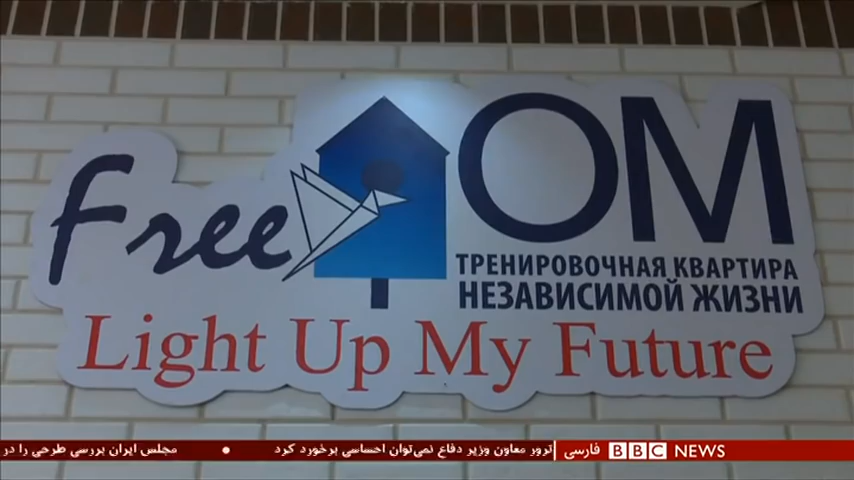 Free ОМ
ТРЕНИРОВОЧНАЯ КВАРТИРА
НЕЗАВИСИМОЙ ЖИЗНИ
Light Up My Future
مجلس ایران بررسی طرحی را در • ترور معاون وزیر دفاع نمی‌توان احساسی برخورد کرد
BBC NEWS فارسی